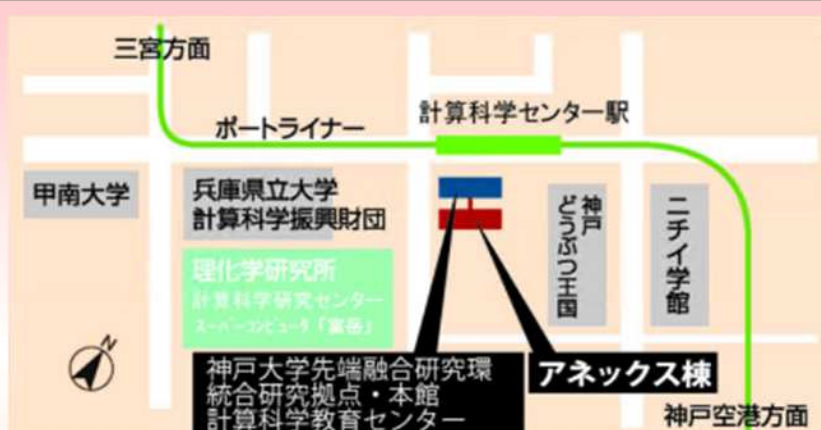 三宮方面
計算科学センター駅
ポートライナー
甲南大学
兵庫県立大学
計算科学振興財団
神戸
どうぶつ王国
ニチイ学館
理化学研究所
計算科学研究センター
スーパーコンピュータ「富岳」
N
神戸大学先端融合研究環
統合研究拠点・本館
計算科学教育センター
アネックス棟
神戸空港方面